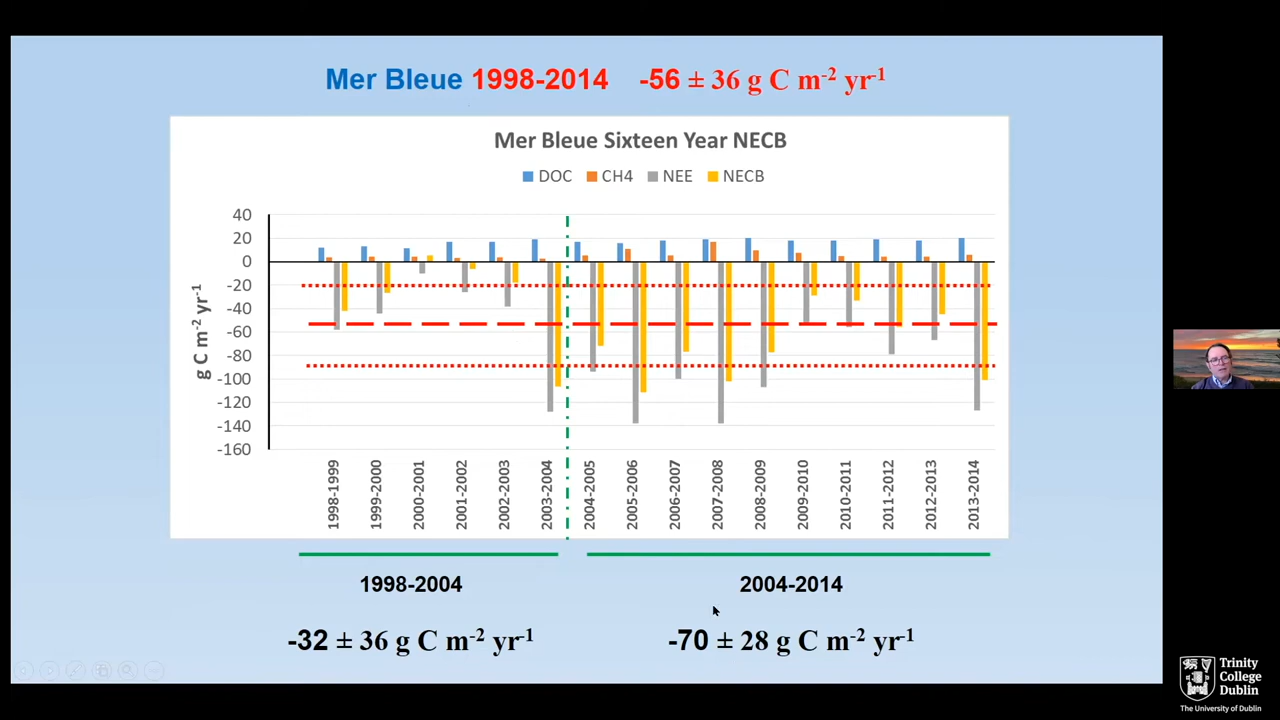 Mer Bleue 1998-2014 -56 ± 36 g C m-2 yr-1
Mer Bleue Sixteen Year NECB
DOC CH4 NEE NECB
40
20
0
-20
-40
-60
-80
-100
-120
-140
-160
g C m-2 yr-1
1998-1999
1999-2000
2000-2001
2001-2002
2002-2003
2003-2004
2004-2005
2005-2006
2006-2007
2007-2008
2008-2009
2009-2010
2010-2011
2011-2012
2012-2013
2013-2014
1998-2004
2004-2014
-32 ± 36 g C m-2 yr-1
-70 ± 28 g C m-2 yr-1
Trinity
College
Dublin
The University of Dublin